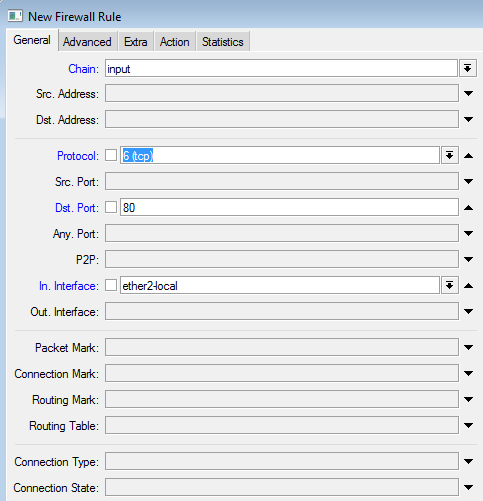 New Firewall Rule
General Advanced Extra Action Statistics
Chain: input
Src. Address:
Dst. Address:
Protocol: 6 (tcp)
Src. Port:
Dst. Port: 80
Any. Port:
P2P:
In. Interface: ether2-local
Out. Interface:
Packet Mark:
Connection Mark:
Routing Mark:
Routing Table:
Connection Type:
Connection State: